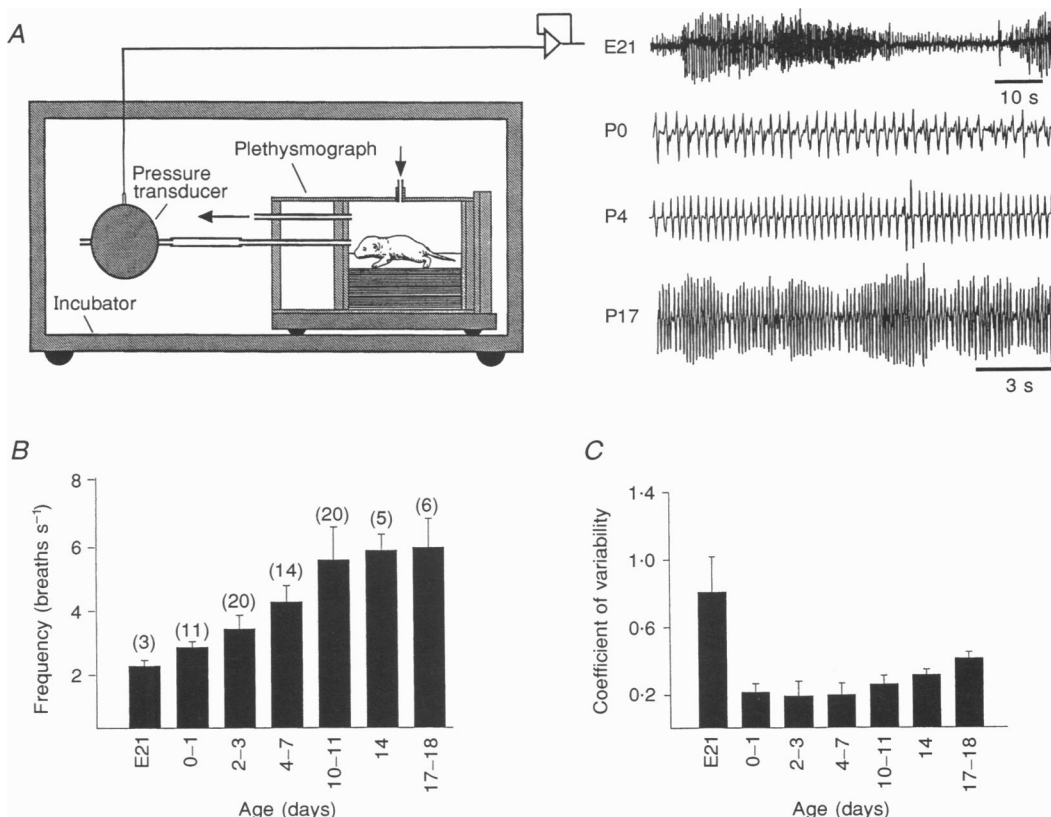 A
Plethysmograph
Pressure
transducer
Incubator
E21
10 s
P0
P4
P17
3 s
B
Frequency (breaths s⁻¹)
8
6
4
2
(3)
(11)
(20)
(14)
(20)
(5)
(6)
E21
0–1
2–3
4–7
10–11
14
17–18
Age (days)
C
Coefficient of variability
1·4
1·0
0·6
0·2
E21
0–1
2–3
4–7
10–11
14
17–18
Age (days)